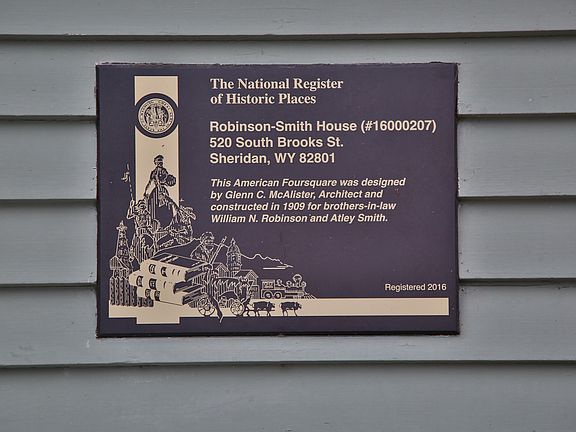 The National Register
of Historic Places
Robinson-Smith House (#16000207)
520 South Brooks St.
Sheridan, WY 82801
This American Foursquare was designed
by Glenn C. McAlister, Architect and
constructed in 1909 for brothers-in-law
William N. Robinson and Atley Smith.
Registered 2016